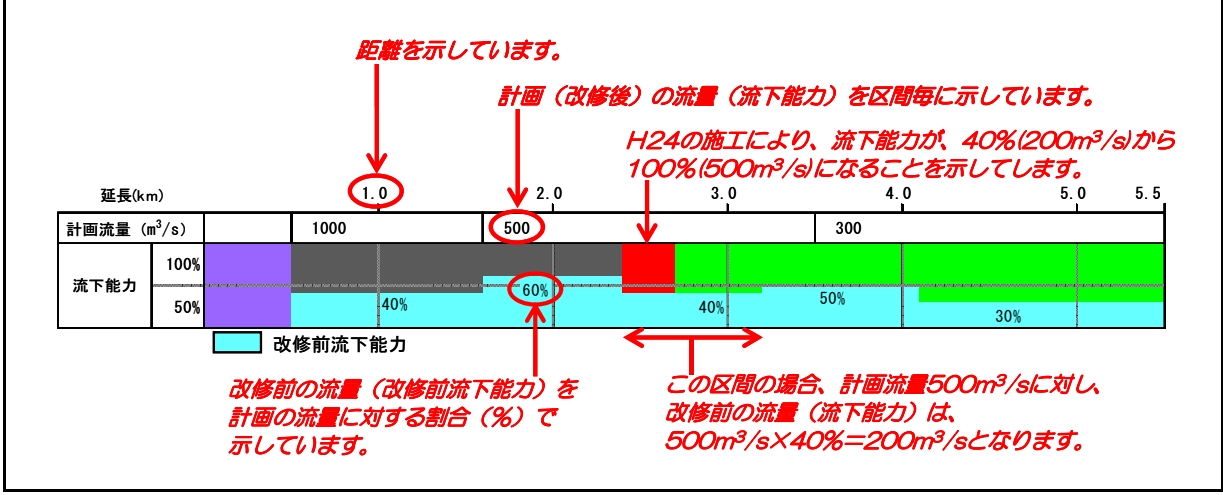 距離を示しています。
計画（改修後）の流量（流下能力）を区間毎に示しています。
H24の施工により、流下能力が、40%(200m³/s)から
100%(500m³/s)になることを示してします。
延長(km) 1.0 2.0 3.0 4.0 5.0 5.5
計画流量（m³/s） 1000 500 300
流下能力
100%
50%
60%
40%
40%
50%
30%
改修前流下能力
改修前の流量（改修前流下能力）を
計画の流量に対する割合（%）で
示しています。
この区間の場合、計画流量500m³/sに対し、
改修前の流量（流下能力）は、
500m³/s×40%＝200m³/sとなります。